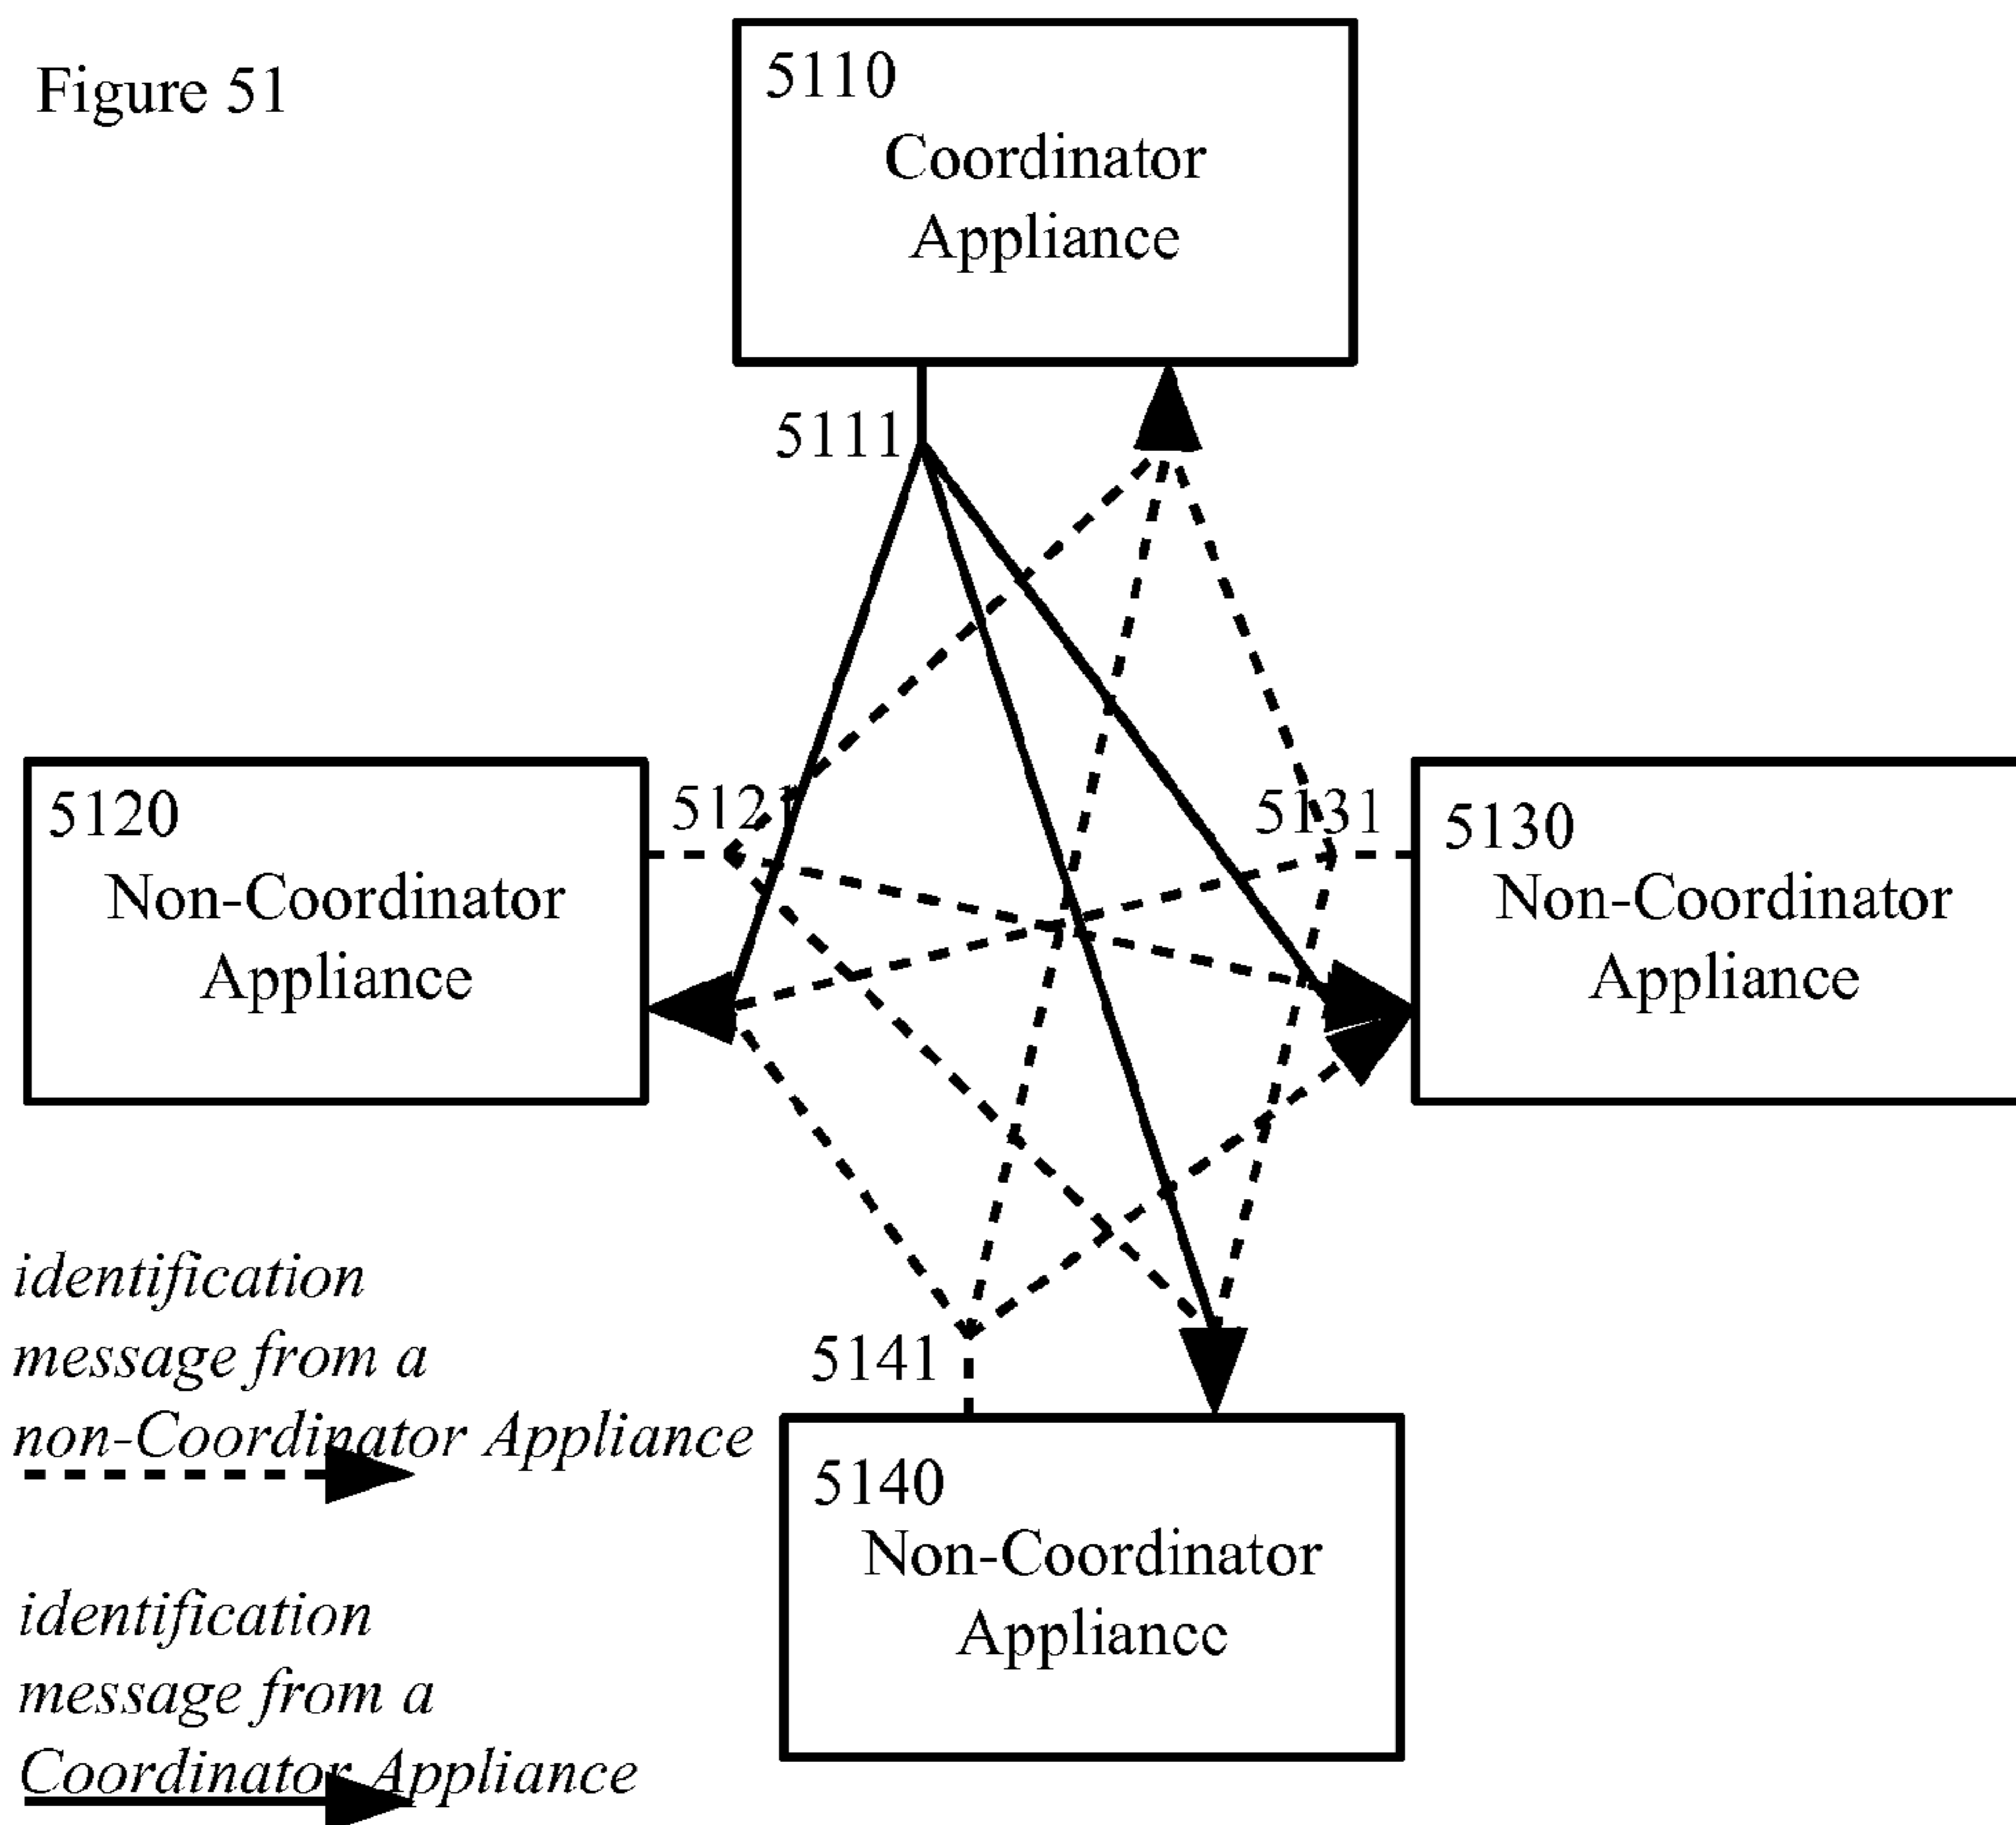 Figure 51
5110
Coordinator
Appliance
5111
5120
Non-Coordinator
Appliance
5121
5131
5130
Non-Coordinator
Appliance
5141
5140
Non-Coordinator
Appliance
identification
message from a
non-Coordinator Appliance
identification
message from a
Coordinator Appliance